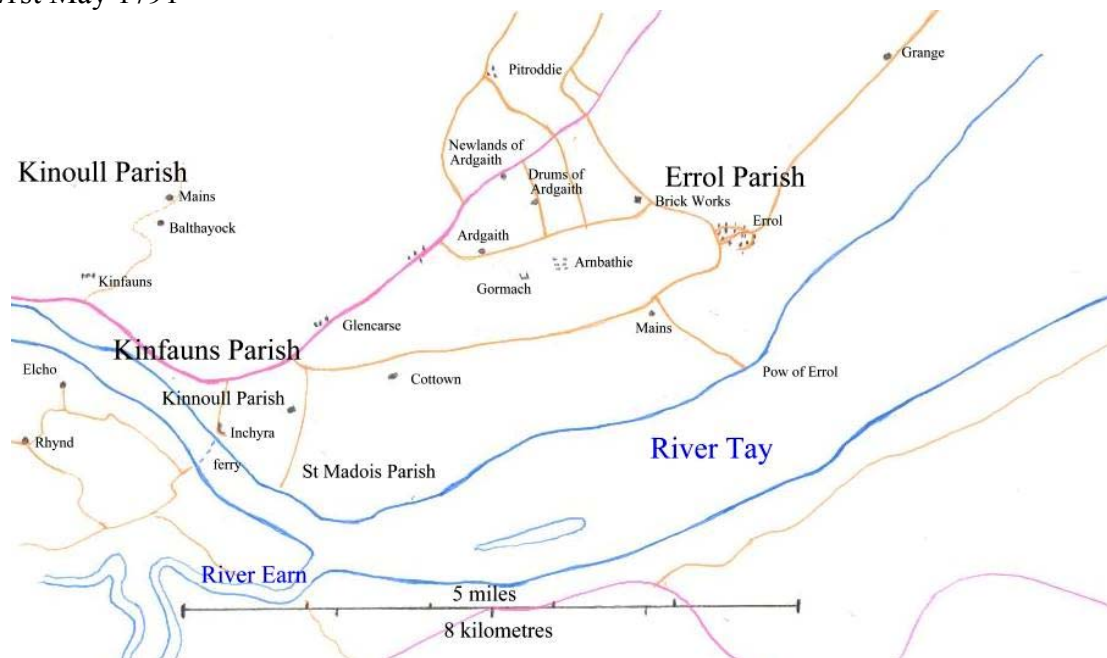 Grange
Pitroddie
Newlands of
Ardgaith
Kinoull Parish
Drums of
Ardgaith
Errol Parish
Mains
Brick Works
Errol
Balthayock
Ardgaith
Arnbathie
Kinfauns
Gormach
Glencarse
Mains
Kinfauns Parish
Elcho
Cottown
Pow of Errol
Kinnoull Parish
Inchyra
Rhynd
River Tay
ferry
St Madois Parish
River Earn
5 miles
8 kilometres